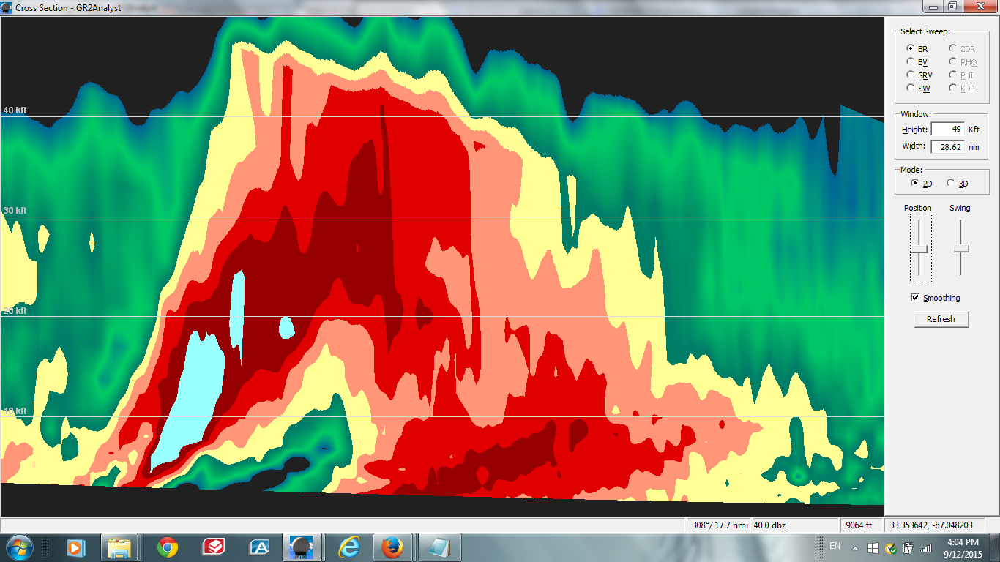 Cross Section - GR2Analyst
Select Sweep:
BR ZDR
BV RHO
SRV PHI
SW KDP
Window:
Height: 49 Kft
Width: 28.62 nm
Mode:
2D 3D
Position Swing
Smoothing
Refresh
40 kft
30 kft
20 kft
10 kft
308°/ 17.7 nmi 40.0 dbz 9064 ft 33.353642, -87.048203
EN
4:04 PM
9/12/2015